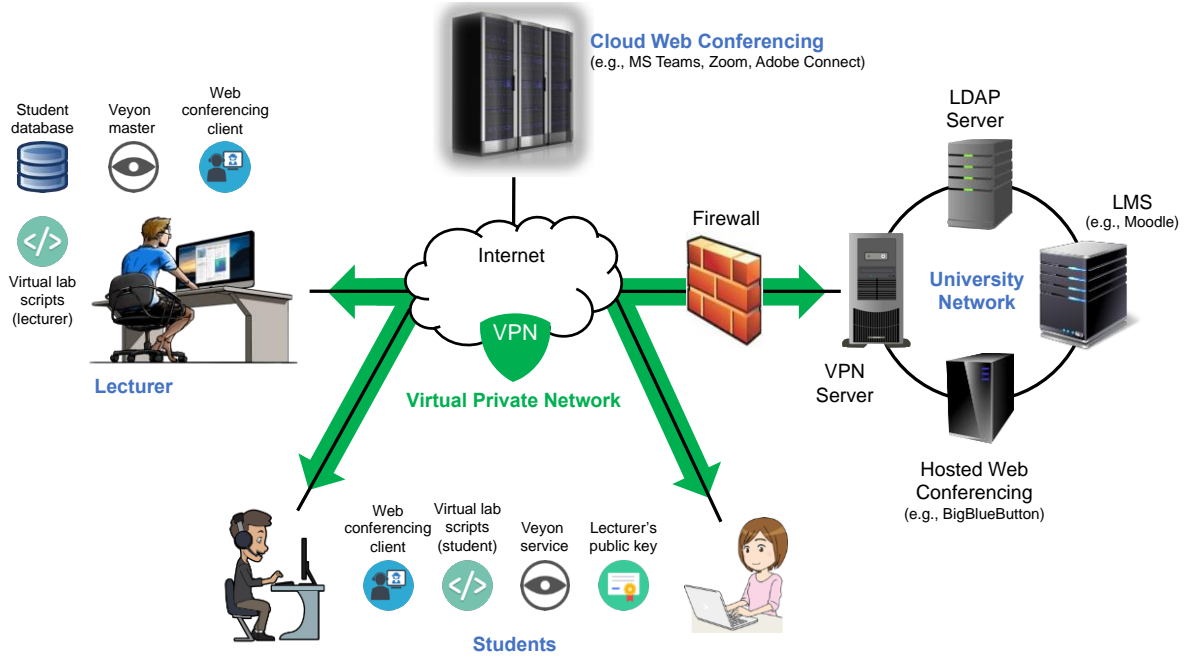 Cloud Web Conferencing
(e.g., MS Teams, Zoom, Adobe Connect)
Student
database
Veyon
master
Web
conferencing
client
Virtual lab
scripts
(lecturer)
Lecturer
Internet
VPN
Virtual Private Network
Firewall
LDAP
Server
LMS
(e.g., Moodle)
University
Network
VPN
Server
Hosted Web
Conferencing
(e.g., BigBlueButton)
Web
conferencing
client
Virtual lab
scripts
(student)
Veyon
service
Lecturer's
public key
Students